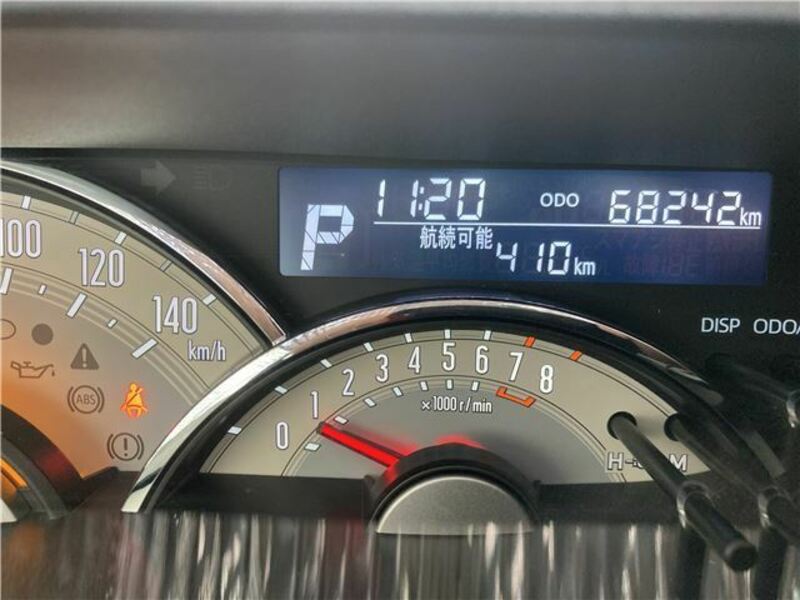 11:20 ODO 68242km
P
航続可能 410km
DISP ODO/
100
120
140
km/h
ABS
0 1 2 3 4 5 6 7 8
×1000r/min